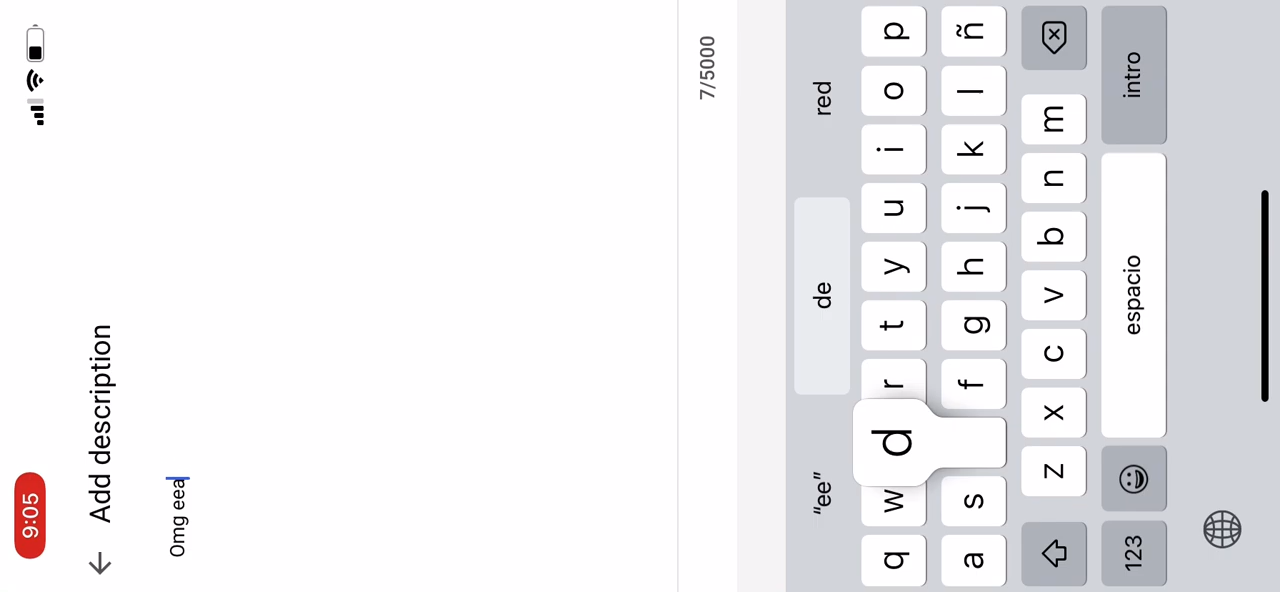 9:05
Add description
Omg eea
7/5000
"ee" de red
q w r t y u i o p
a s d f g h j k l ñ
z x c v b n m
123 espacio intro